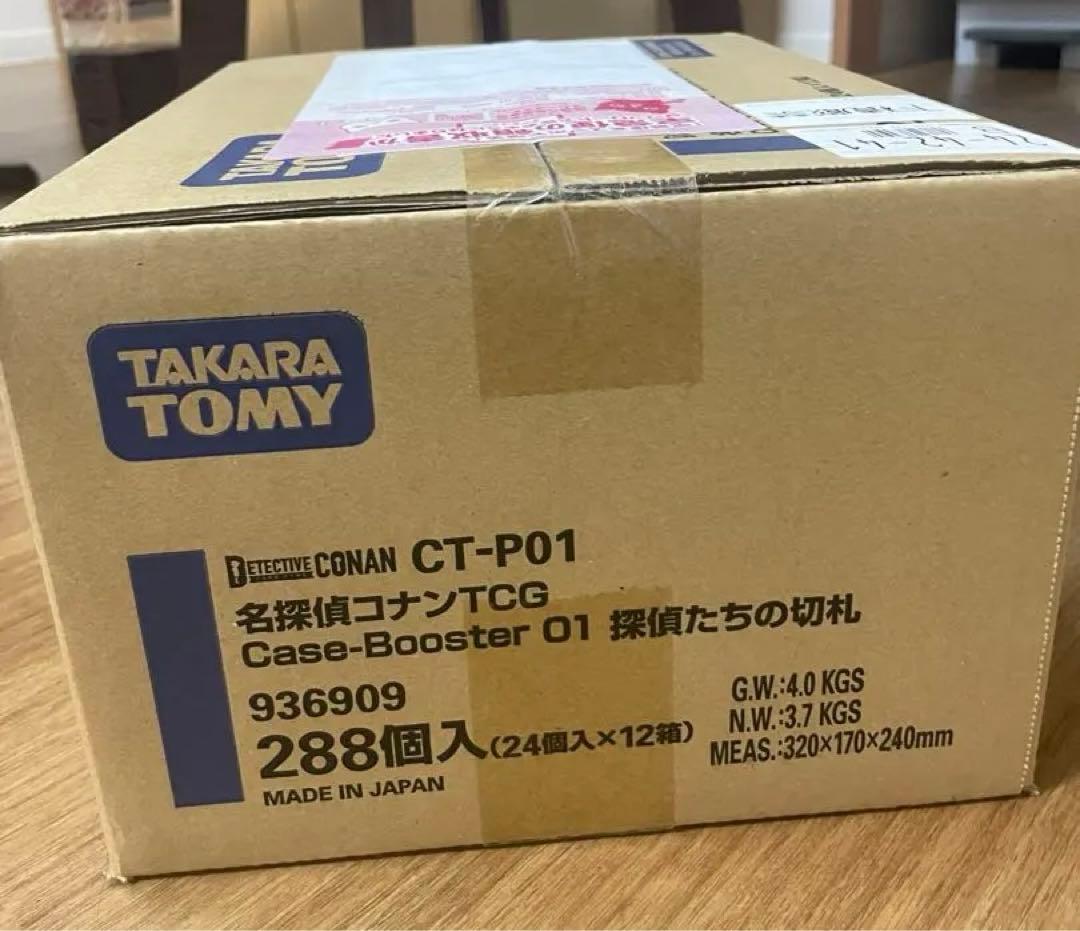 TAKARA
TOMY
DETECTIVE CONAN CT-P01
名探偵コナンTCG
Case-Booster 01 探偵たちの切札
936909
288個入(24個入×12箱)
MADE IN JAPAN
G.W.:4.0 KGS
N.W.:3.7 KGS
MEAS.:320×170×240mm